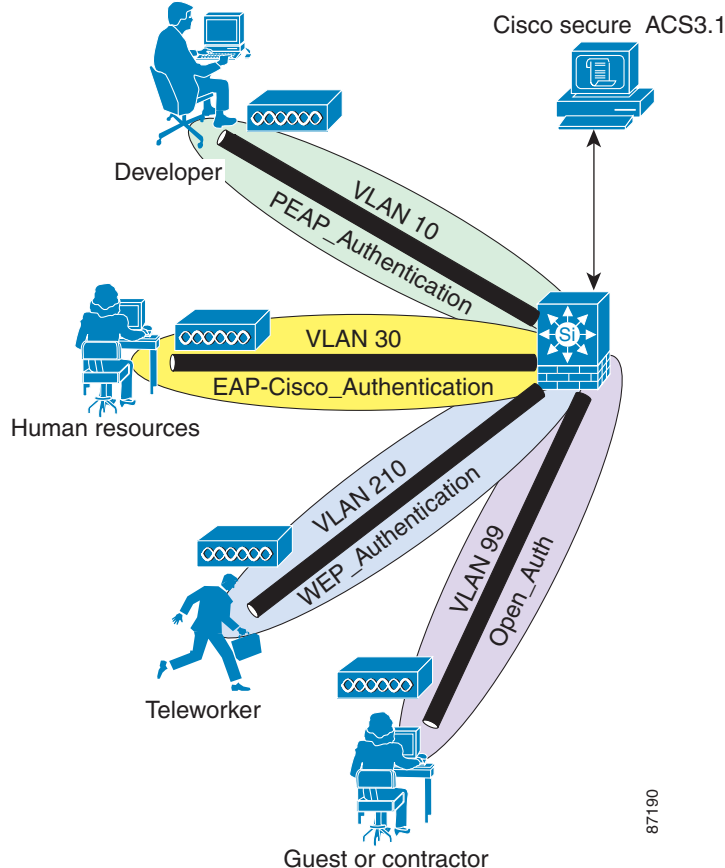 Cisco secure ACS3.1
Developer
VLAN 10
PEAP_Authentication
Si
VLAN 30
EAP-Cisco_Authentication
Human resources
VLAN 210
WEP_Authentication
VLAN 99
Open_Auth
Teleworker
Guest or contractor
87190